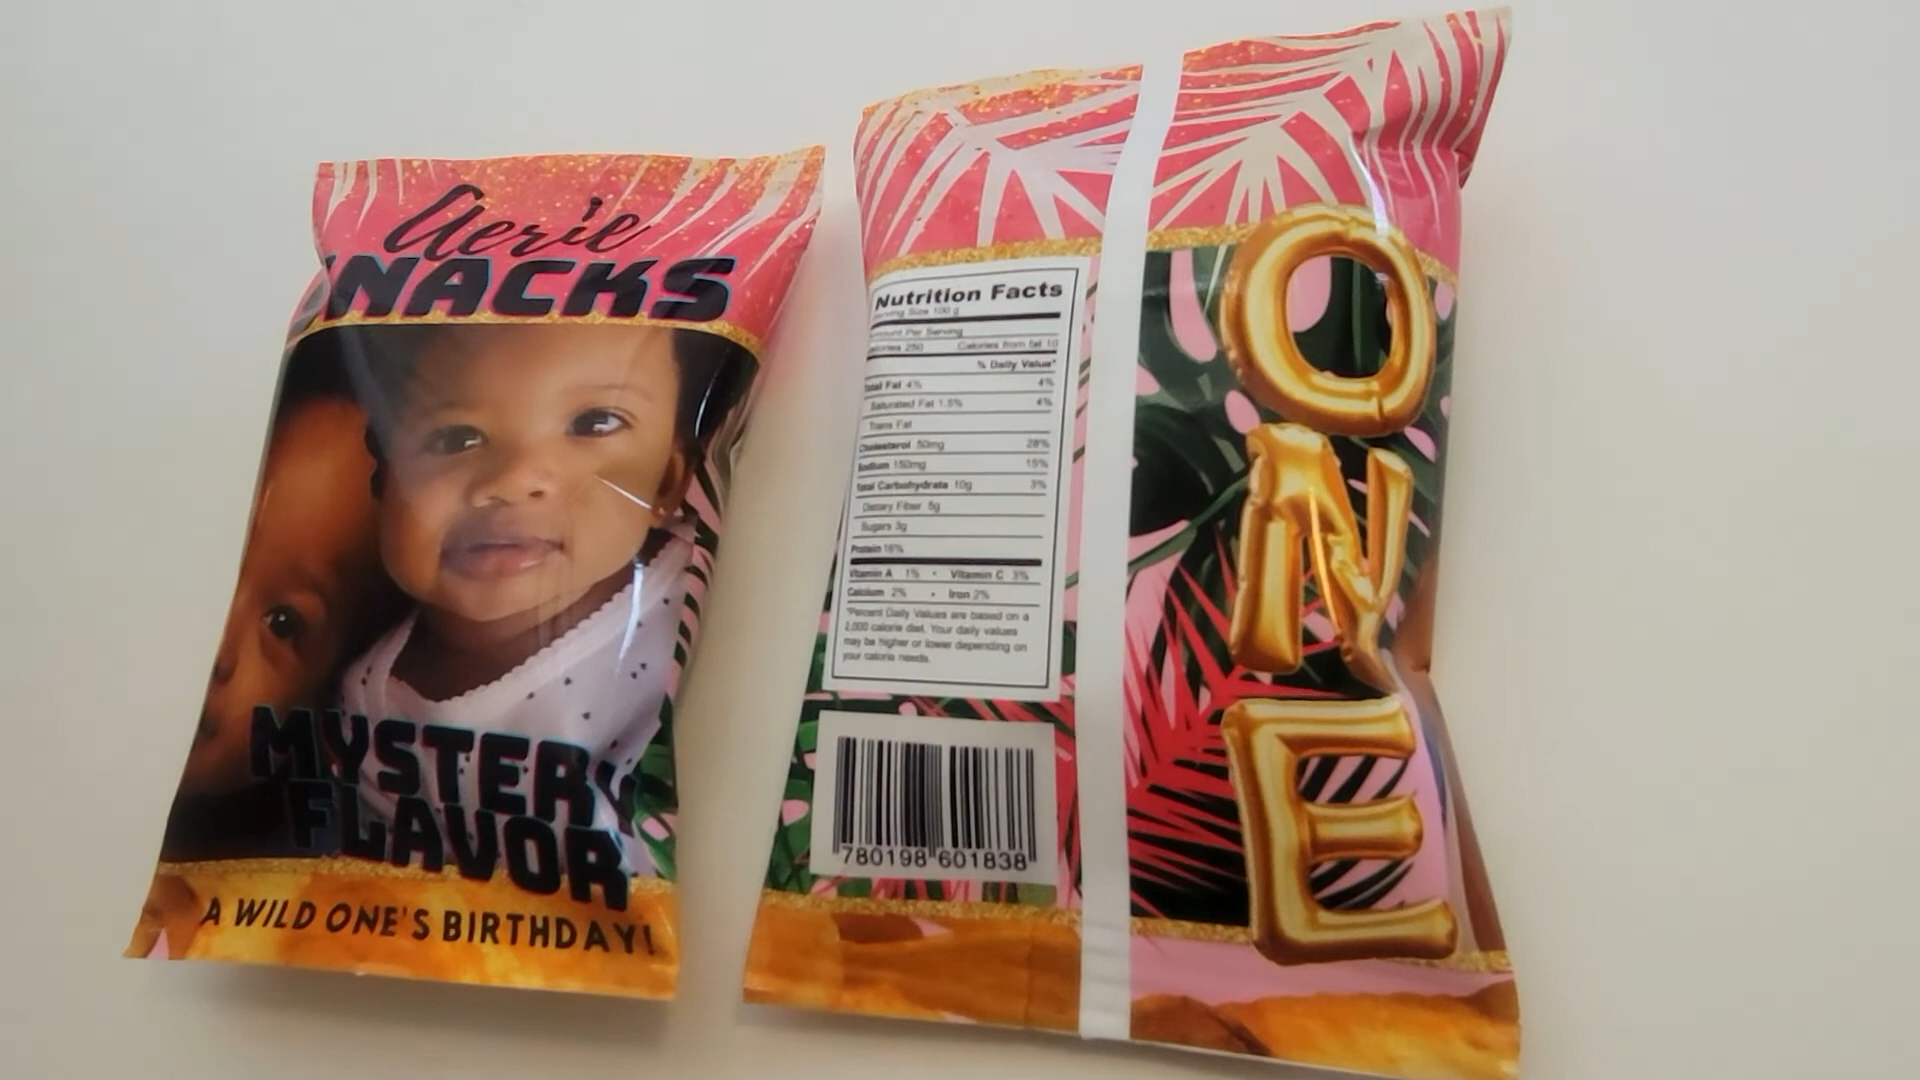 Aerie
SNACKS
MYSTERY
FLAVOR
A WILD ONE'S BIRTHDAY!
Nutrition Facts
Serving Size 100 g
Amount Per Serving
Calories 250 Calories from fat 10
% Daily Value*
Total Fat 4% 4%
Saturated Fat 1.5% 4%
Trans Fat
Cholesterol 50mg 28%
Sodium 150mg 15%
Total Carbohydrate 10g 3%
Dietary Fiber 5g
Sugars 3g
Protein 16%
Vitamin A 1% • Vitamin C 3%
Calcium 2% • Iron 2%
*Percent Daily Values are based on a
2,000 calorie diet. Your daily values
may be higher or lower depending on
your calorie needs.
780198 601838
O
N
E